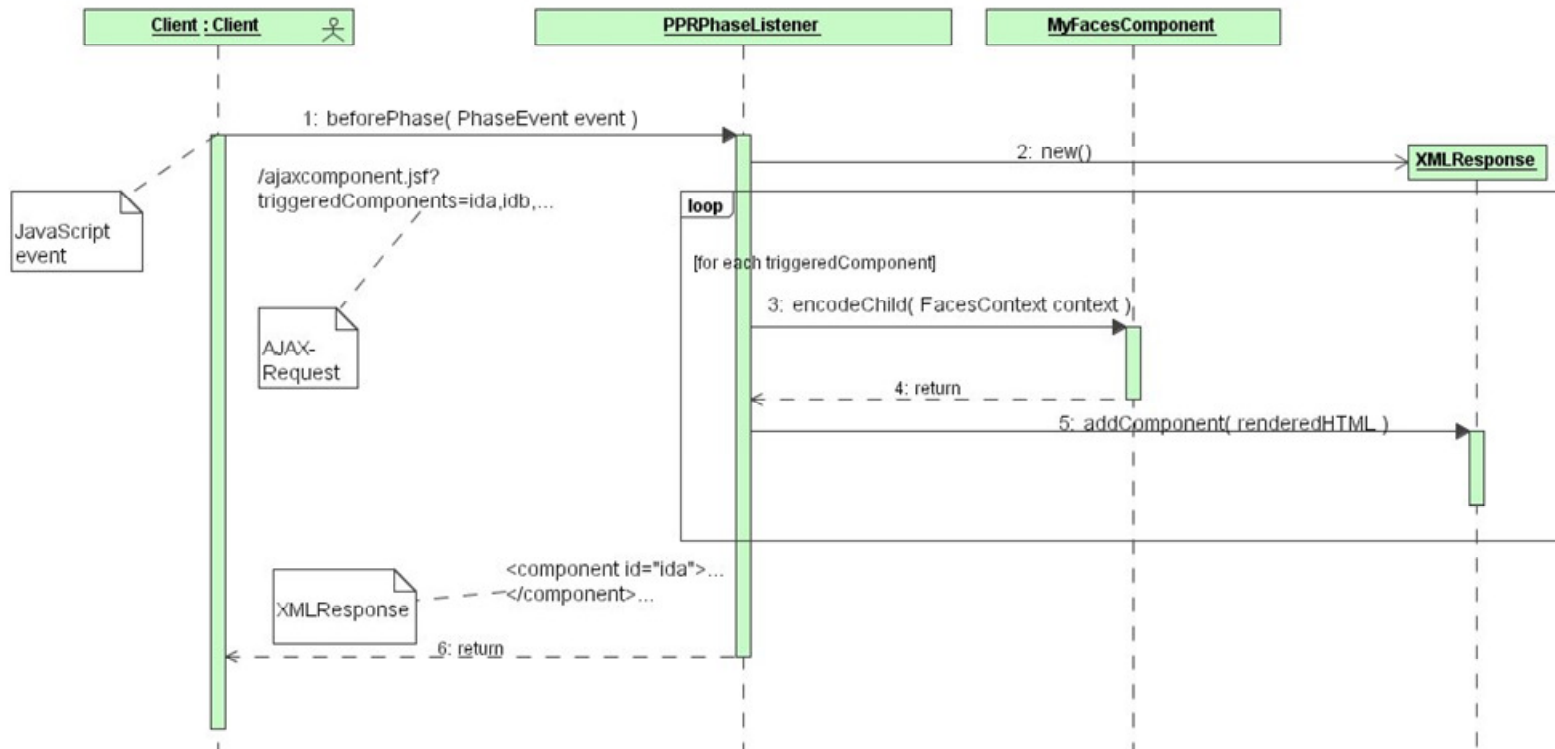 Client : Client
PPRPhaseListener
MyFacesComponent
1: beforePhase( PhaseEvent event )
2: new()
XMLResponse
/ajaxcomponent.jsf?
triggeredComponents=ida,idb,...
JavaScript
event
loop
[for each triggeredComponent]
3: encodeChild( FacesContext context )
AJAX-
Request
4: return
5: addComponent( renderedHTML )
<component id="ida">...
</component>...
XMLResponse
6: return